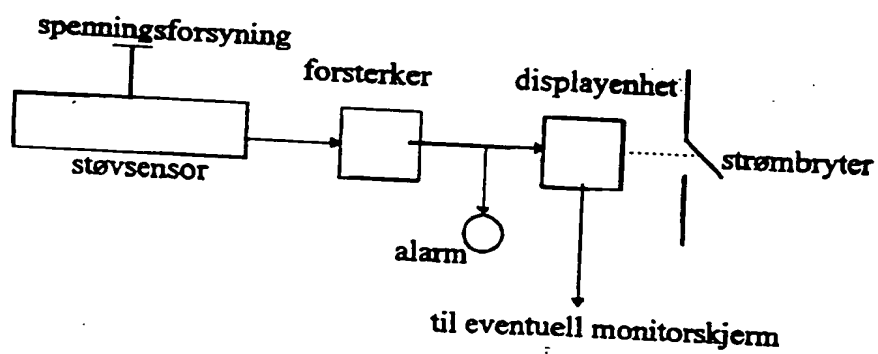 spenningsforsyning
forsterker
displayenhet
støvsensor
strømbryter
alarm
til eventuell monitorskjerm